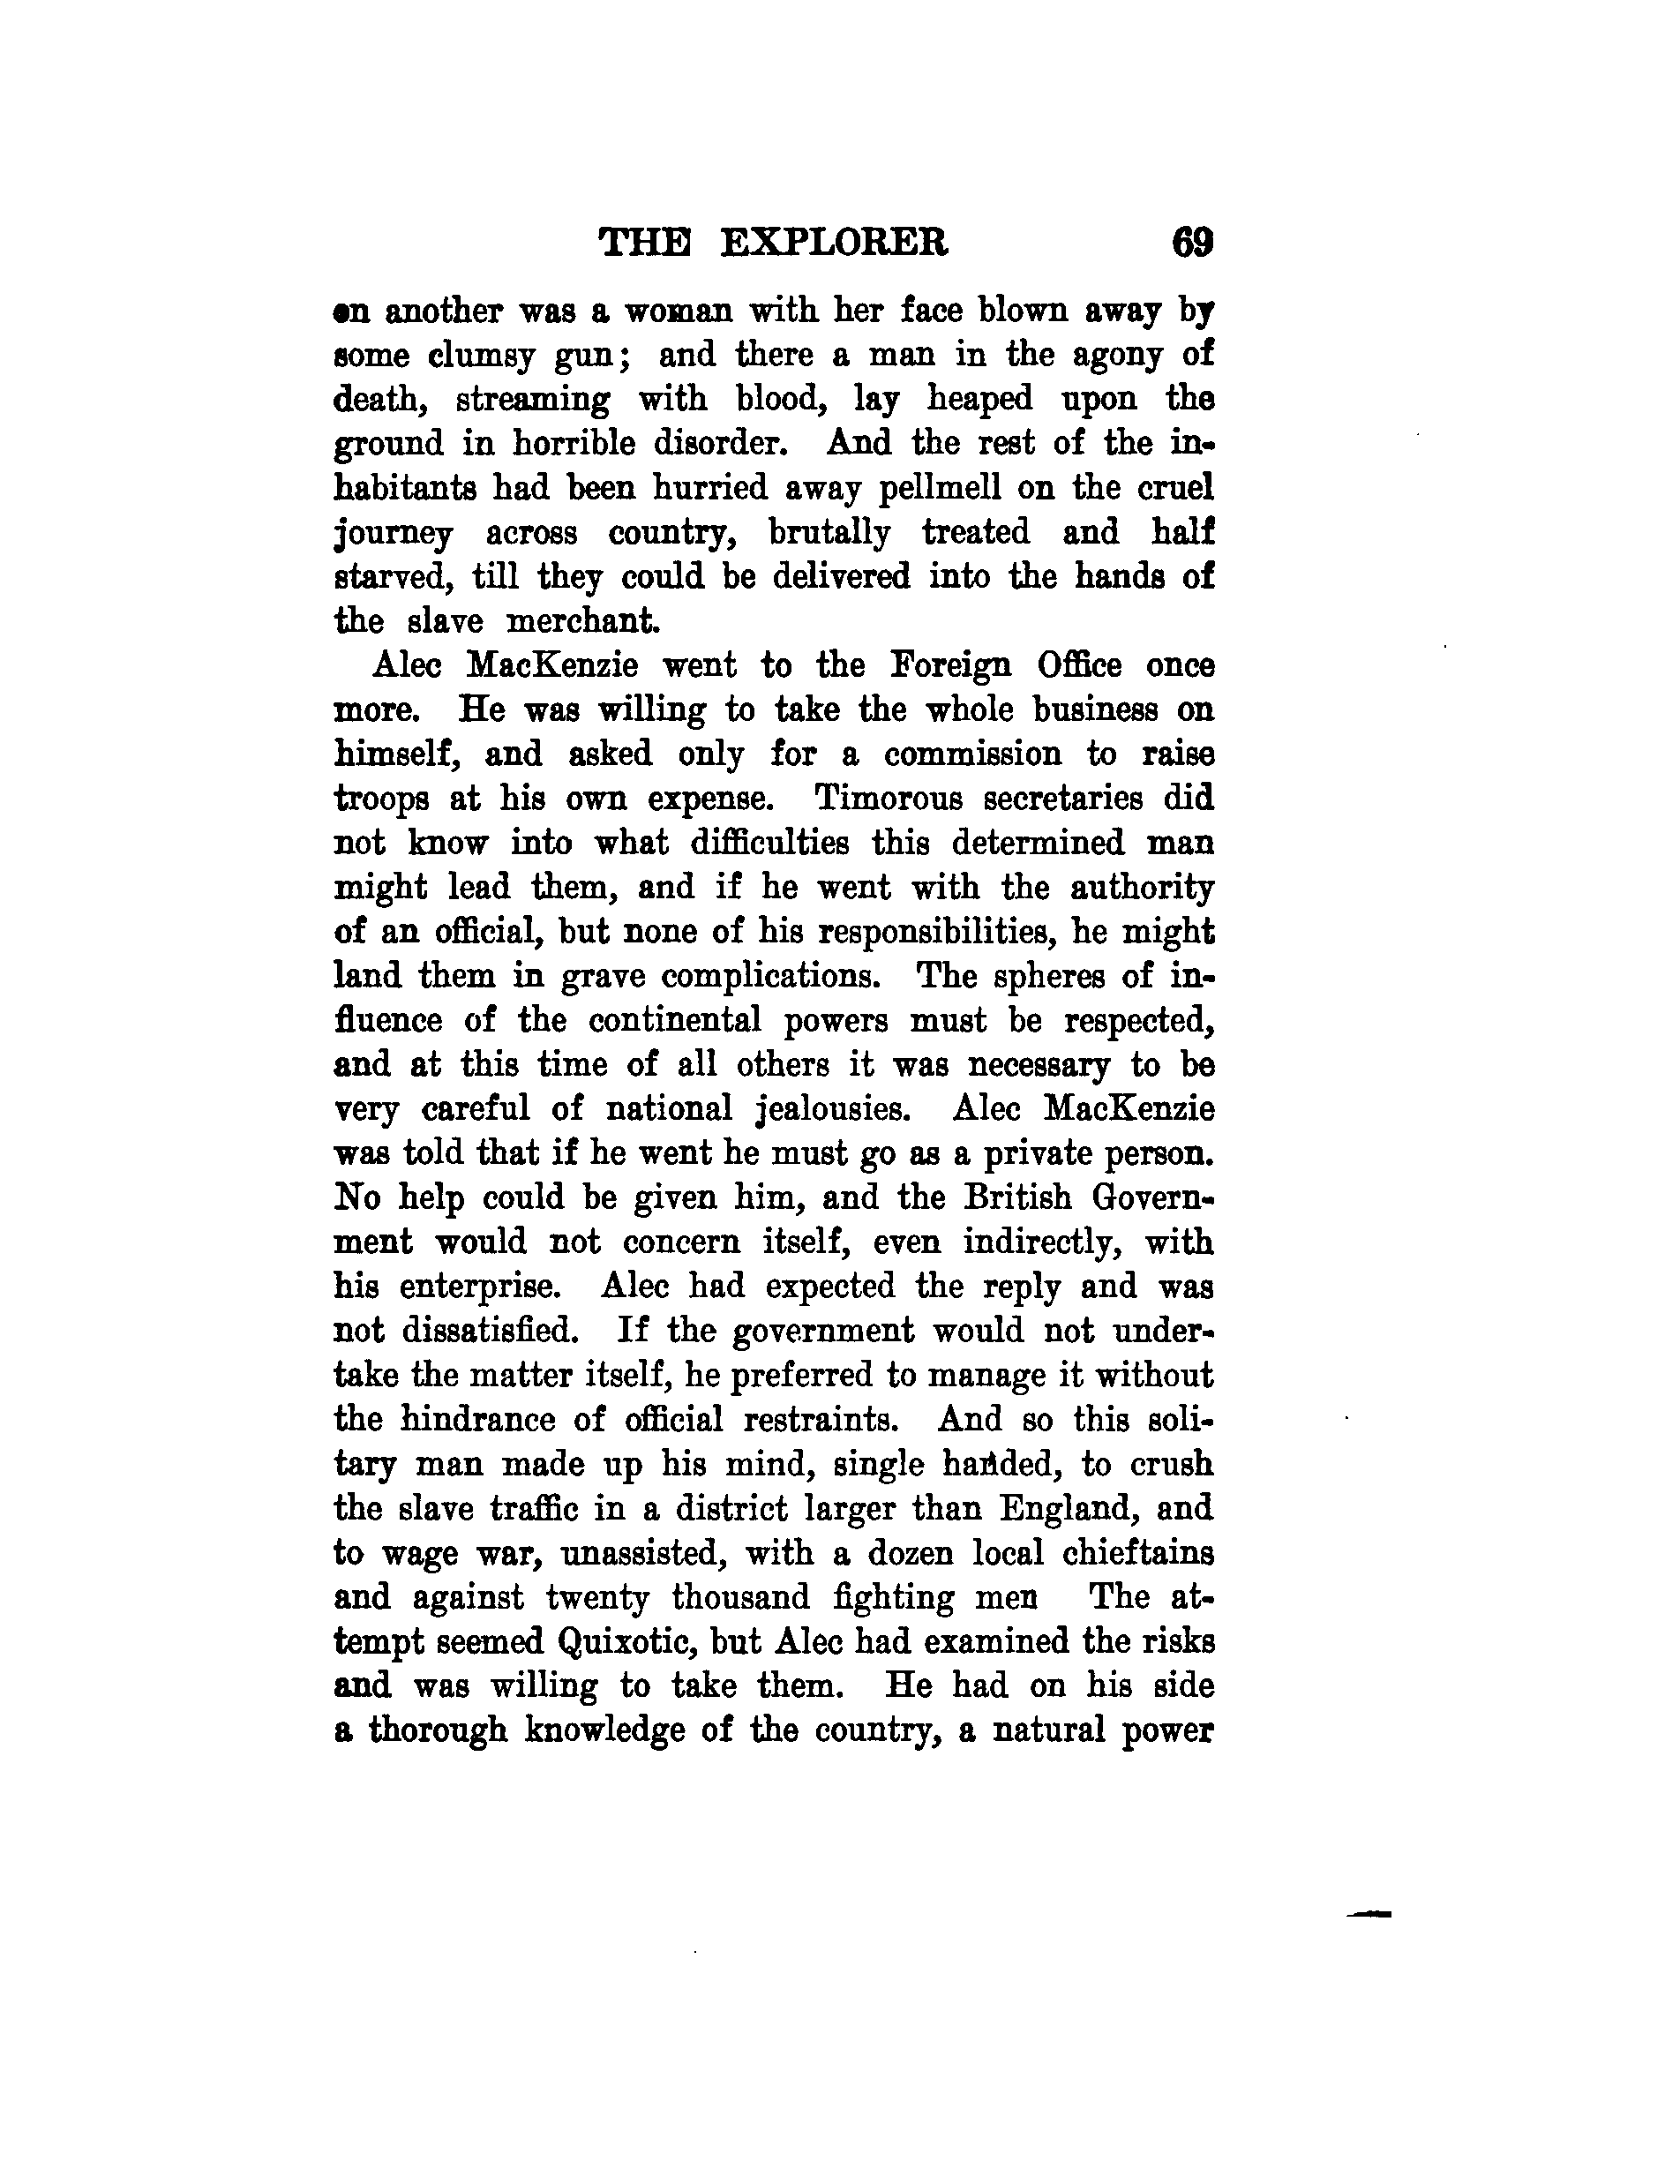 THE EXPLORER 69
on another was a woman with her face blown away by
some clumsy gun; and there a man in the agony of
death, streaming with blood, lay heaped upon the
ground in horrible disorder. And the rest of the in-
habitants had been hurried away pellmell on the cruel
journey across country, brutally treated and half
starved, till they could be delivered into the hands of
the slave merchant.
Alec MacKenzie went to the Foreign Office once
more. He was willing to take the whole business on
himself, and asked only for a commission to raise
troops at his own expense. Timorous secretaries did
not know into what difficulties this determined man
might lead them, and if he went with the authority
of an official, but none of his responsibilities, he might
land them in grave complications. The spheres of in-
fluence of the continental powers must be respected,
and at this time of all others it was necessary to be
very careful of national jealousies. Alec MacKenzie
was told that if he went he must go as a private person.
No help could be given him, and the British Govern-
ment would not concern itself, even indirectly, with
his enterprise. Alec had expected the reply and was
not dissatisfied. If the government would not under-
take the matter itself, he preferred to manage it without
the hindrance of official restraints. And so this soli-
tary man made up his mind, single handed, to crush
the slave traffic in a district larger than England, and
to wage war, unassisted, with a dozen local chieftains
and against twenty thousand fighting men The at-
tempt seemed Quixotic, but Alec had examined the risks
and was willing to take them. He had on his side
a thorough knowledge of the country, a natural power